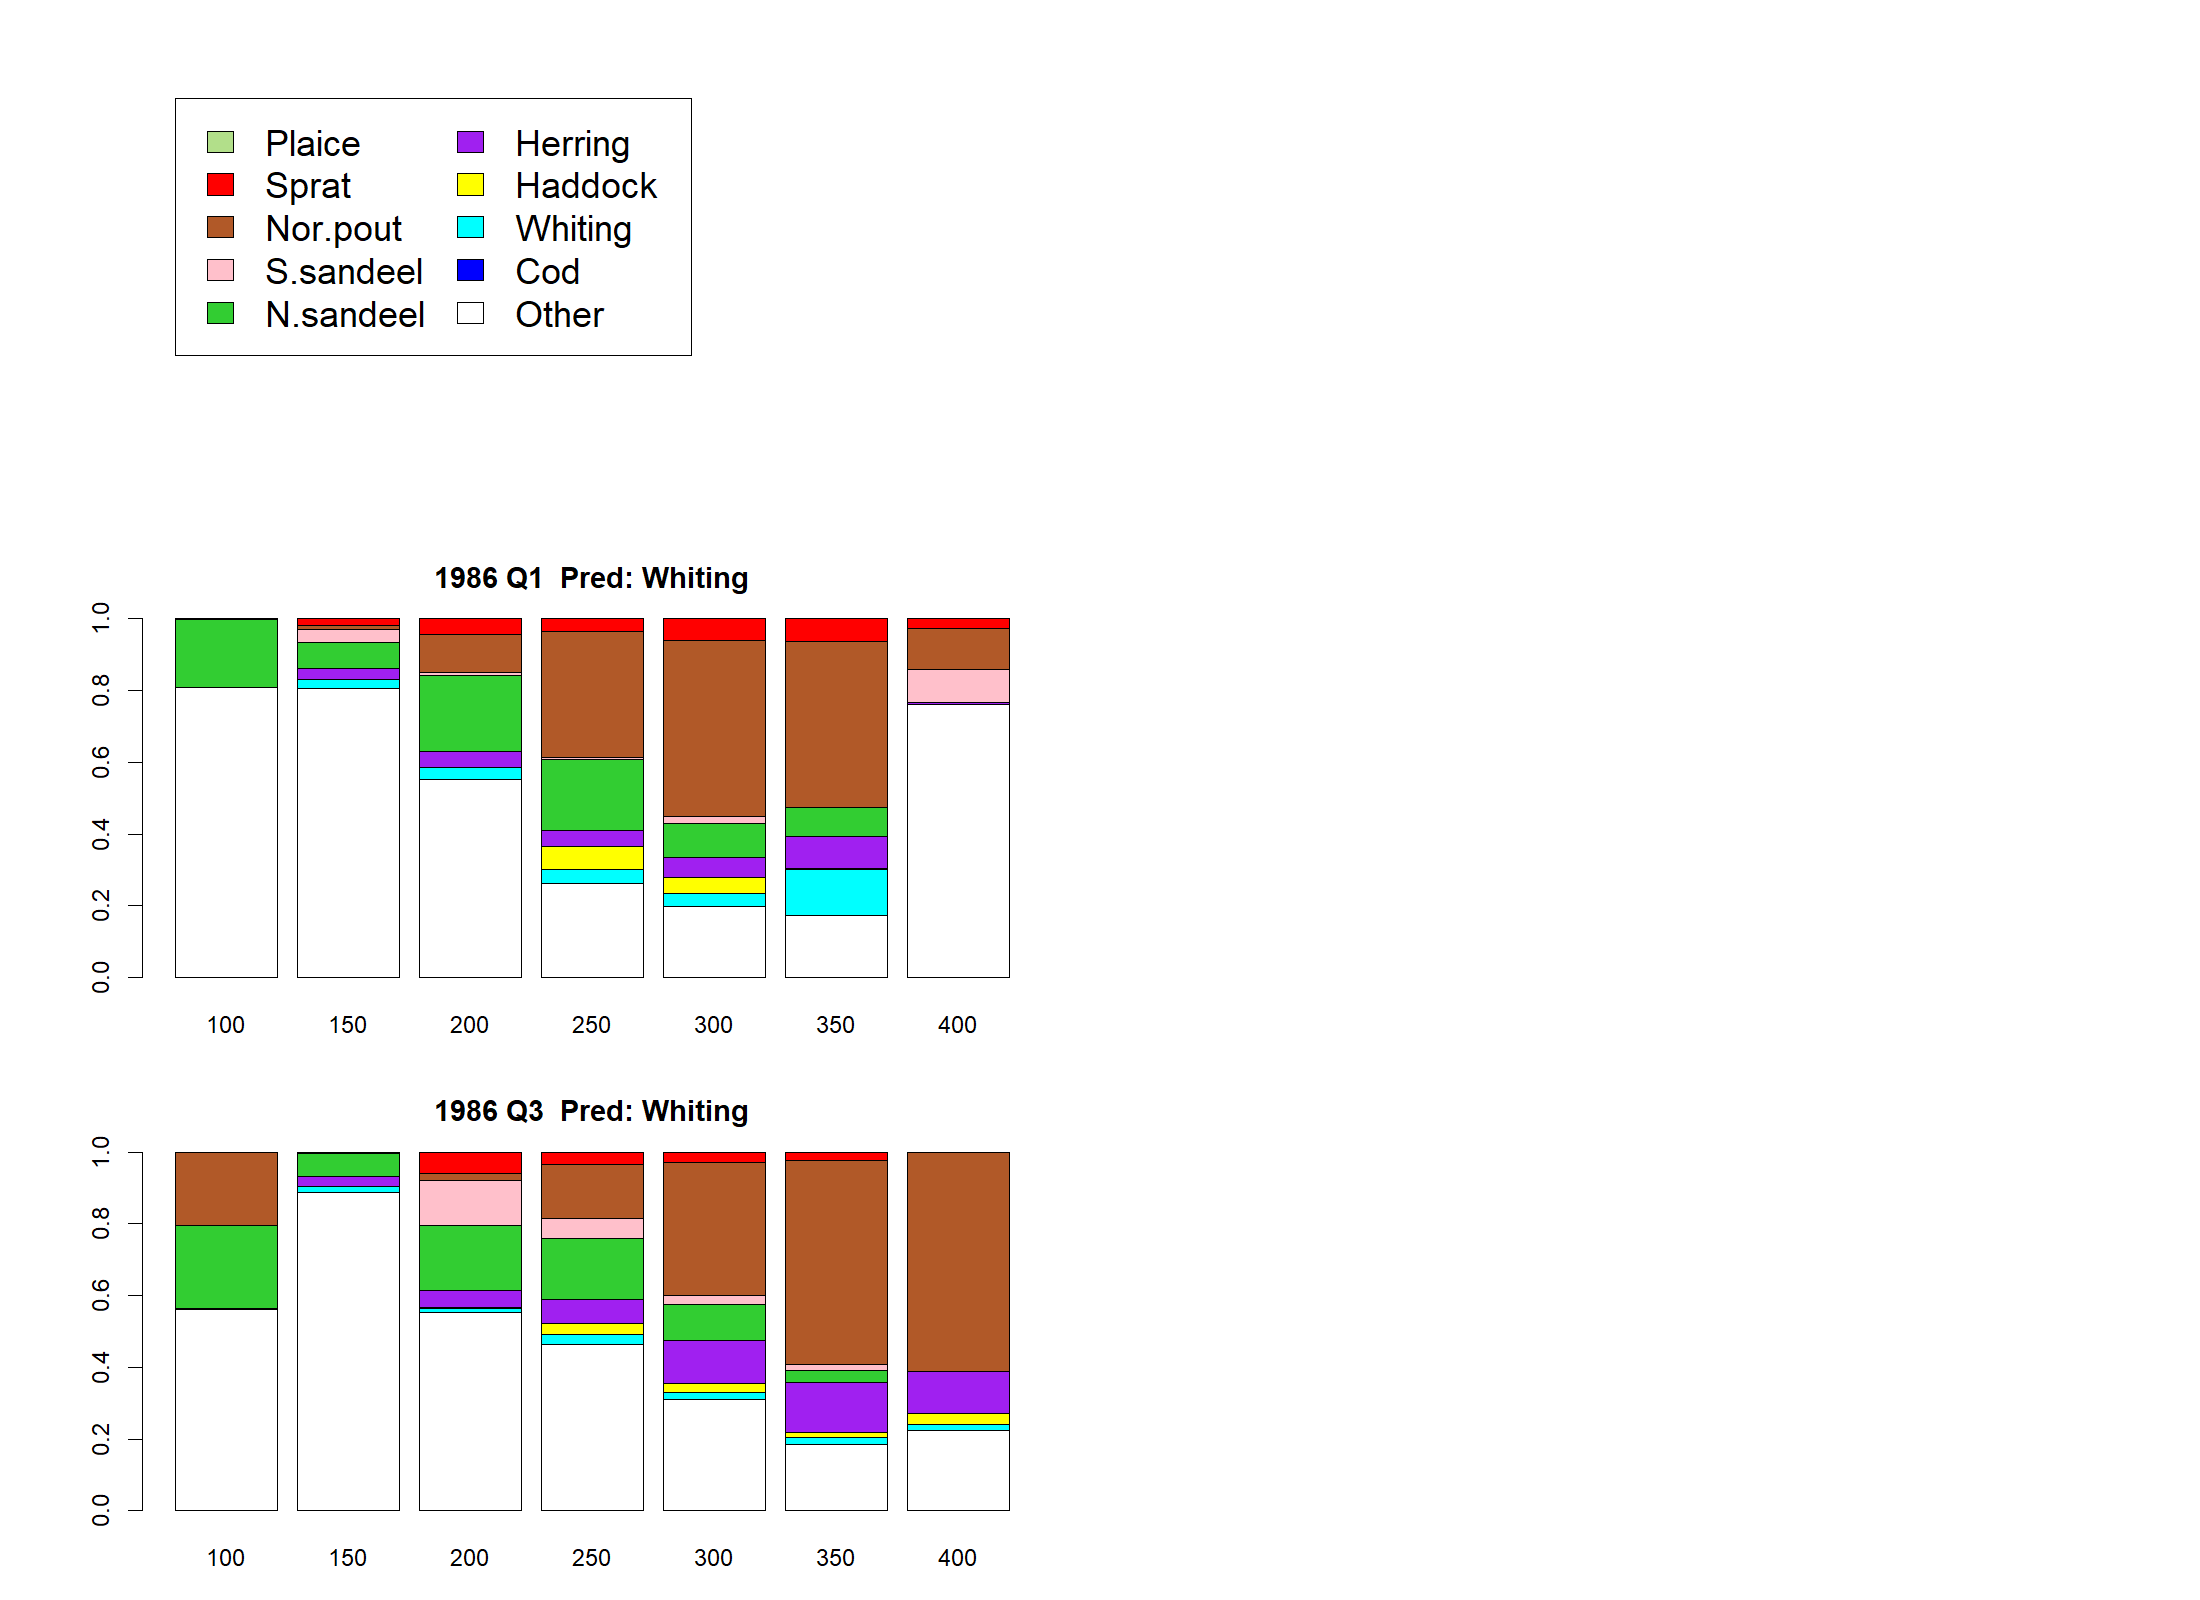 Plaice Herring
Sprat Haddock
Nor.pout Whiting
S.sandeel Cod
N.sandeel Other
1986 Q1  Pred: Whiting
1.0
0.8
0.6
0.4
0.2
0.0
100 150 200 250 300 350 400
1986 Q3  Pred: Whiting
1.0
0.8
0.6
0.4
0.2
0.0
100 150 200 250 300 350 400